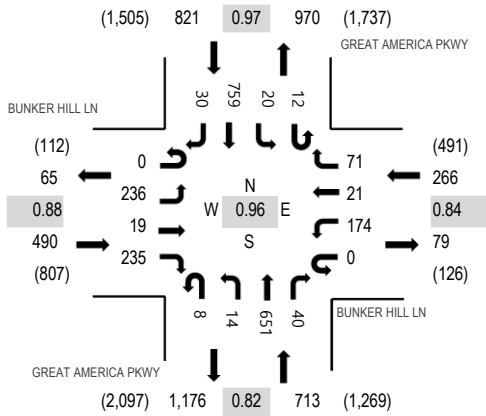 (1,505) 821 0.97 970 (1,737)
GREAT AMERICA PKWY
BUNKER HILL LN
30 759 20 12
(112) (491)
0 71
65 266
236 N 21
0.88 W 0.96 E 0.84
19 S 174
490 79
235 0
(807) (126)
8 14 651 40
BUNKER HILL LN
GREAT AMERICA PKWY
(2,097) 1,176 0.82 713 (1,269)